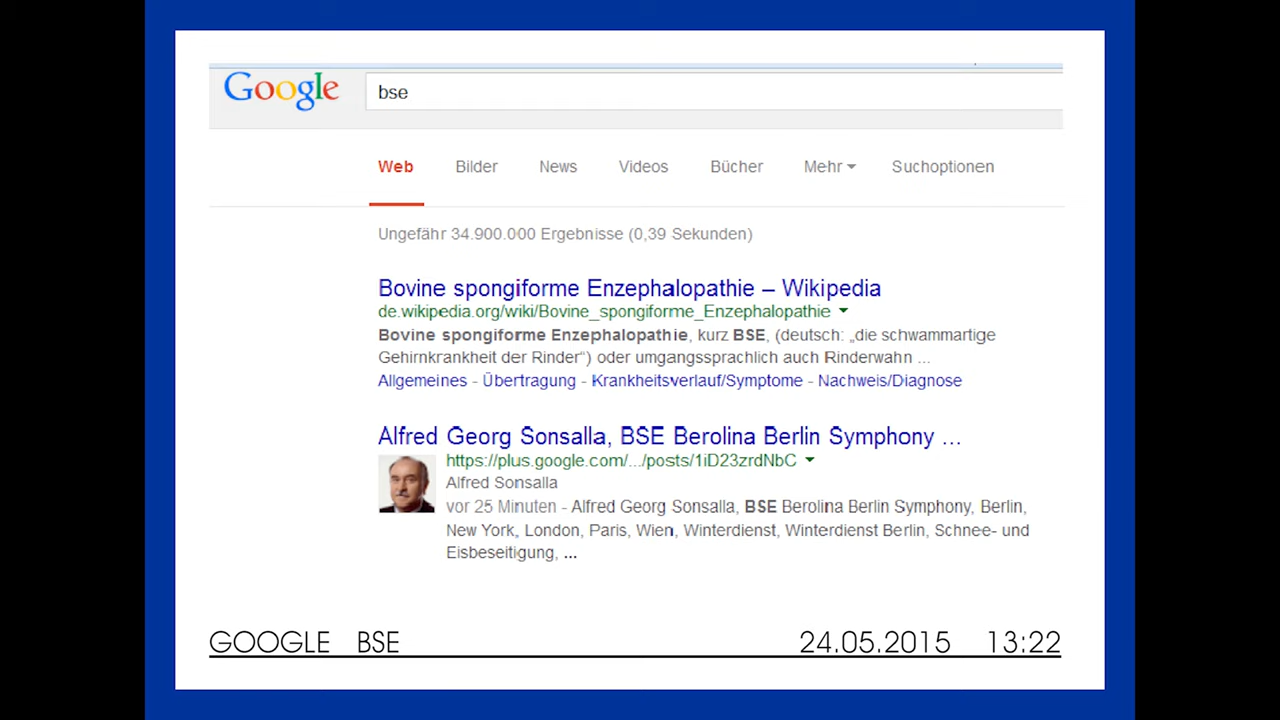 Google
bse
Web Bilder News Videos Bücher Mehr Suchoptionen
Ungefähr 34.900.000 Ergebnisse (0,39 Sekunden)
Bovine spongiforme Enzephalopathie – Wikipedia
de.wikipedia.org/wiki/Bovine_spongiforme_Enzephalopathie
Bovine spongiforme Enzephalopathie, kurz BSE, (deutsch: „die schwammartige
Gehirnkrankheit der Rinder“) oder umgangssprachlich auch Rinderwahn ...
Allgemeines - Übertragung - Krankheitsverlauf/Symptome - Nachweis/Diagnose
Alfred Georg Sonsalla, BSE Berolina Berlin Symphony ...
https://plus.google.com/.../posts/1iD23zrdNbC
Alfred Sonsalla
vor 25 Minuten - Alfred Georg Sonsalla, BSE Berolina Berlin Symphony, Berlin,
New York, London, Paris, Wien, Winterdienst, Winterdienst Berlin, Schnee- und
Eisbeseitigung, ...
GOOGLE BSE 24.05.2015 13:22